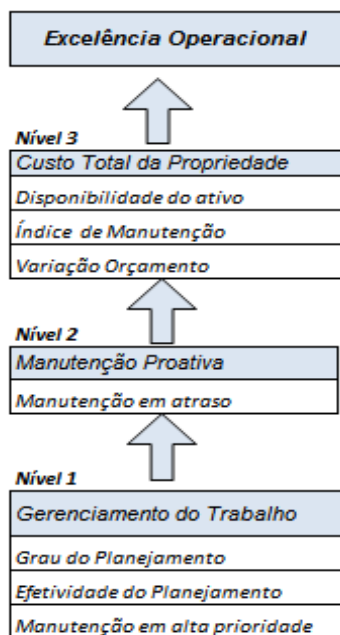 Excelência Operacional
Nível 3
Custo Total da Propriedade
Disponibilidade do ativo
Índice de Manutenção
Variação Orçamento
Nível 2
Manutenção Proativa
Manutenção em atraso
Nível 1
Gerenciamento do Trabalho
Grau do Planejamento
Efetividade do Planejamento
Manutenção em alta prioridade